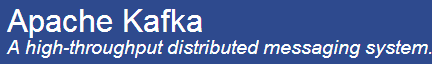 Apache Kafka
A high-throughput distributed messaging system.